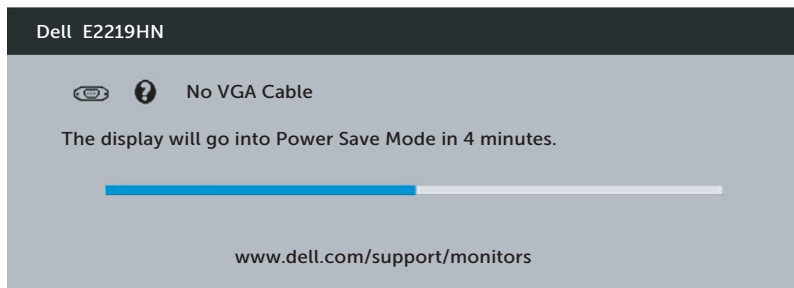 Dell E2219HN
No VGA Cable
The display will go into Power Save Mode in 4 minutes.
www.dell.com/support/monitors